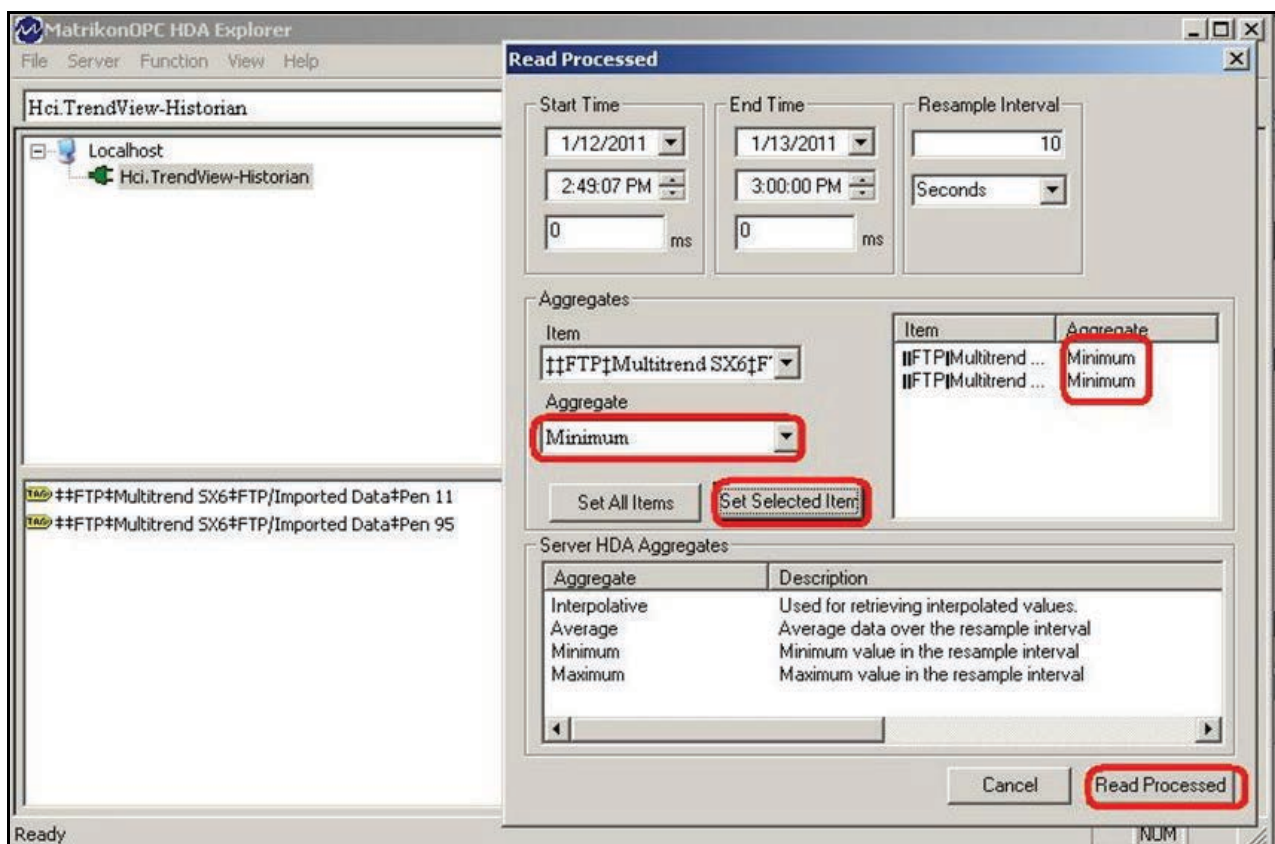 MatrikonOPC HDA Explorer
File Server Function View Help
Hci.TrendView-Historian
Localhost
Hci.TrendView-Historian
‡‡FTP‡Multitrend SX6‡FTP/Imported Data‡Pen 11
‡‡FTP‡Multitrend SX6‡FTP/Imported Data‡Pen 95
Ready
NUM
Read Processed
Start Time
1/12/2011
2:49:07 PM
0 ms
End Time
1/13/2011
3:00:00 PM
0 ms
Resample Interval
10
Seconds
Aggregates
Item
‡‡FTP‡Multitrend SX6‡F
Aggregate
Minimum
Set All Items Set Selected Item
Item Aggregate
‖FTP‖Multitrend ... Minimum
‖FTP‖Multitrend ... Minimum
Server HDA Aggregates
Aggregate Description
Interpolative Used for retrieving interpolated values.
Average Average data over the resample interval
Minimum Minimum value in the resample interval
Maximum Maximum value in the resample interval
Cancel Read Processed